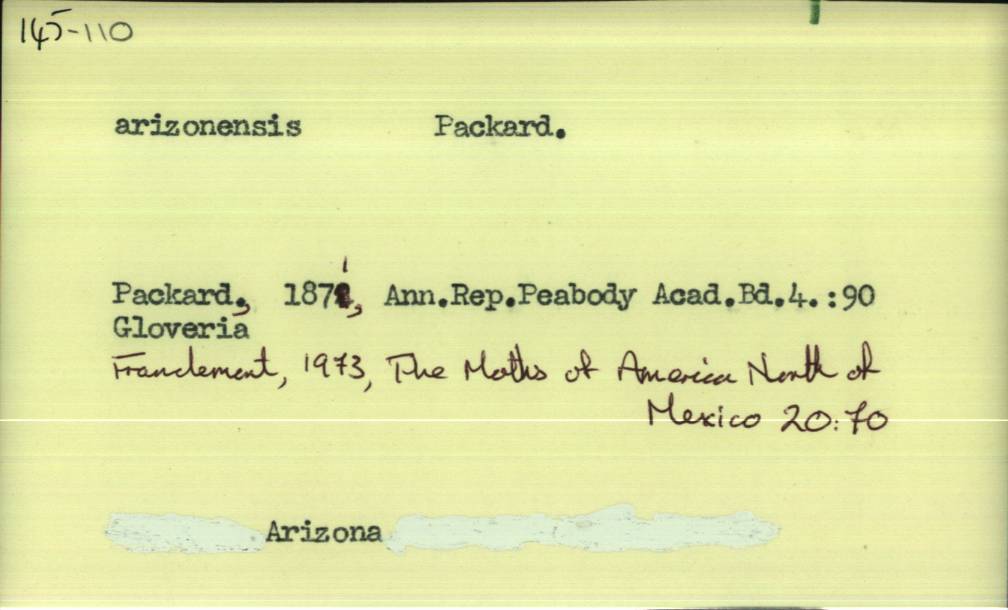 145-110
arizonensis Packard.
Packard., 1871, Ann.Rep.Peabody Acad.Bd.4.:90
Gloveria
Franclemont, 1973, The Moths of America North of
Mexico 20:70
Arizona